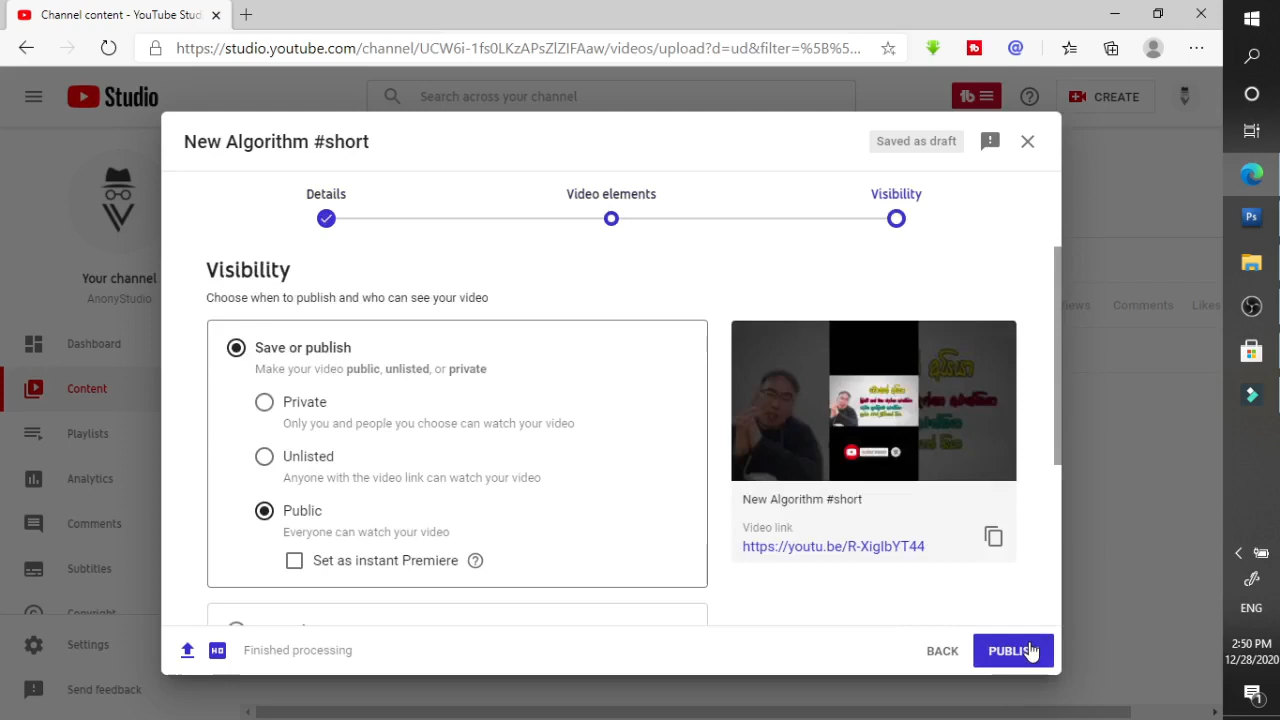 Channel content - YouTube Stud
https://studio.youtube.com/channel/UCW6i-1fs0LKzAPsZlZIFAaw/videos/upload?d=ud&filter=%5B%5...
Studio
Search across your channel
CREATE
New Algorithm #short
Saved as draft
Details
Video elements
Visibility
Your channel
AnonyStudio
Dashboard
Content
Playlists
Analytics
Comments
Subtitles
Copyright
Settings
Send feedback
Visibility
Choose when to publish and who can see your video
Save or publish
Make your video public, unlisted, or private
Private
Only you and people you choose can watch your video
Unlisted
Anyone with the video link can watch your video
Public
Everyone can watch your video
Set as instant Premiere
New Algorithm #short
Video link
https://youtu.be/R-XigIbYT44
Comments
Likes
HD
Finished processing
BACK
PUBLIS
Ps
ENG
2:50 PM
12/28/2020
1